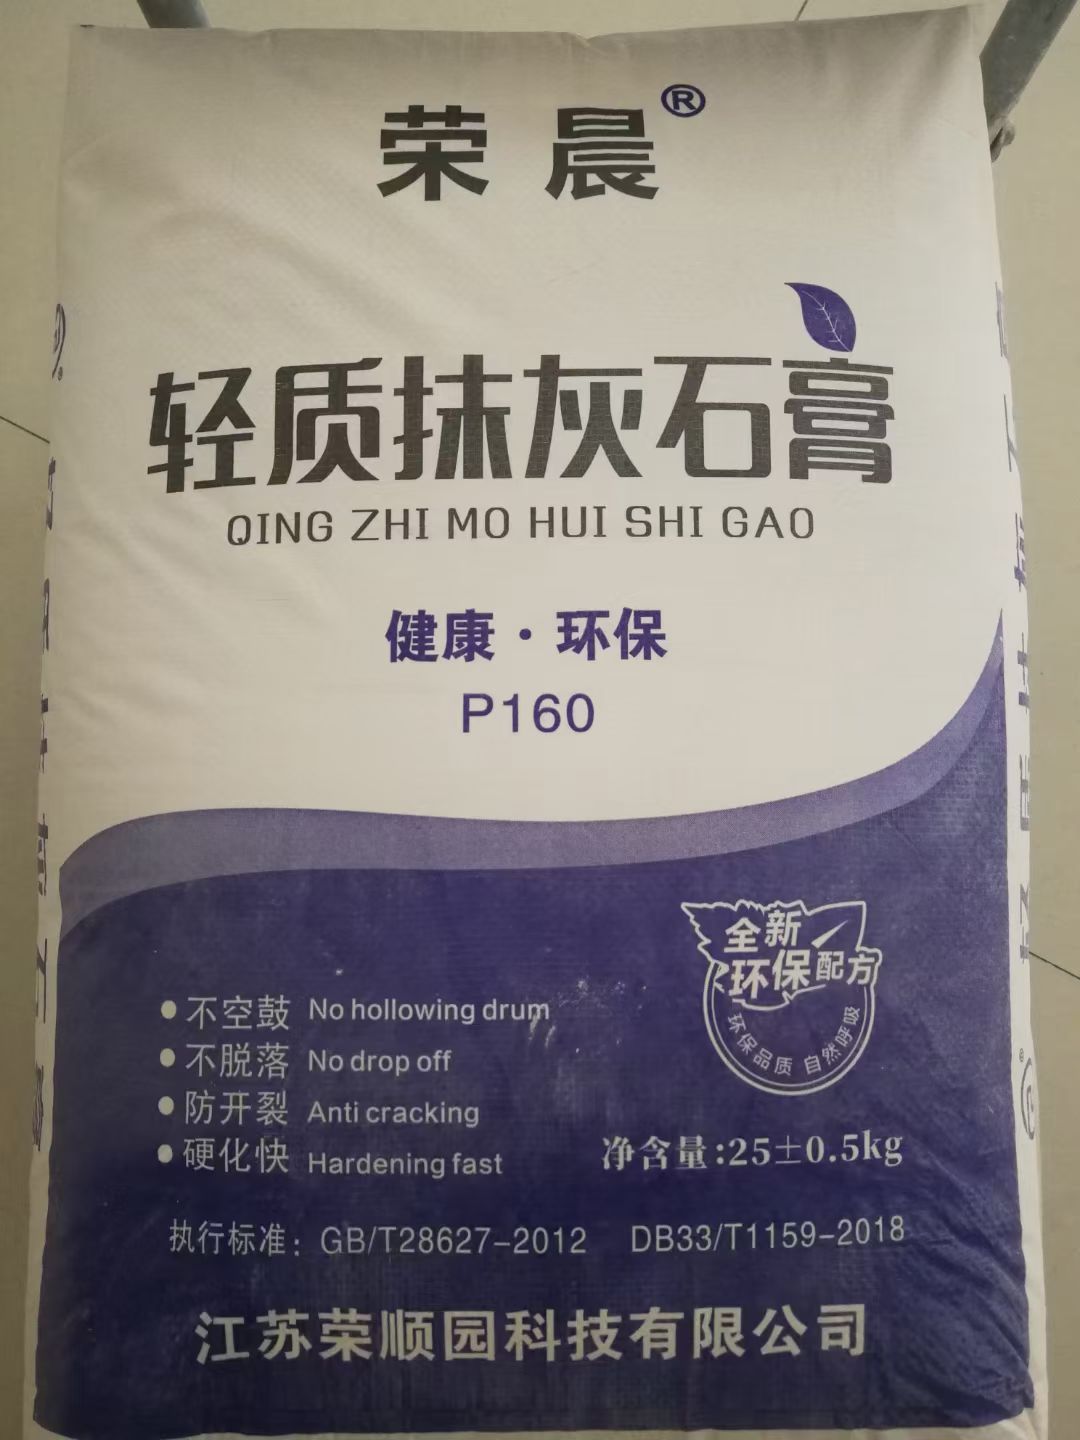 荣晨®
轻质抹灰石膏
QING ZHI MO HUI SHI GAO
健康·环保
P160
全新
环保配方
环保品质 自然呼吸
不空鼓 No hollowing drum
不脱落 No drop off
防开裂 Anti cracking
硬化快 Hardening fast
净含量:25±0.5kg
执行标准: GB/T28627-2012 DB33/T1159-2018
江苏荣顺园科技有限公司